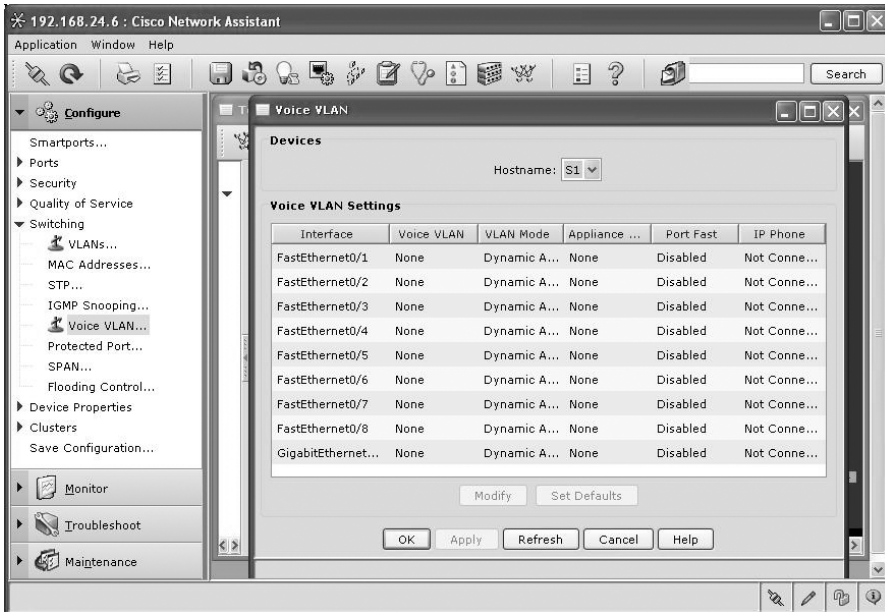 192.168.24.6 : Cisco Network Assistant
Application Window Help
Search
Configure
Smartports...
Ports
Security
Quality of Service
Switching
VLANs...
MAC Addresses...
STP...
IGMP Snooping...
Voice VLAN...
Protected Port...
SPAN...
Flooding Control...
Device Properties
Clusters
Save Configuration...
Monitor
Troubleshoot
Maintenance
Voice VLAN
Devices
Hostname: S1
Voice VLAN Settings
Interface Voice VLAN VLAN Mode Appliance ... Port Fast IP Phone
FastEthernet0/1 None Dynamic A... None Disabled Not Conne...
FastEthernet0/2 None Dynamic A... None Disabled Not Conne...
FastEthernet0/3 None Dynamic A... None Disabled Not Conne...
FastEthernet0/4 None Dynamic A... None Disabled Not Conne...
FastEthernet0/5 None Dynamic A... None Disabled Not Conne...
FastEthernet0/6 None Dynamic A... None Disabled Not Conne...
FastEthernet0/7 None Dynamic A... None Disabled Not Conne...
FastEthernet0/8 None Dynamic A... None Disabled Not Conne...
GigabitEthernet... None Dynamic A... None Disabled Not Conne...
Modify Set Defaults
OK Apply Refresh Cancel Help